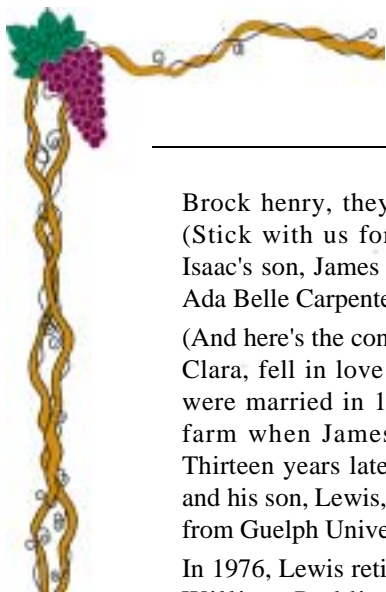 Brock henry, they
(Stick with us for
Isaac's son, James
Ada Belle Carpente
(And here's the con
Clara, fell in love
were married in 1
farm when James
Thirteen years late
and his son, Lewis,
from Guelph Unive
In 1976, Lewis reti